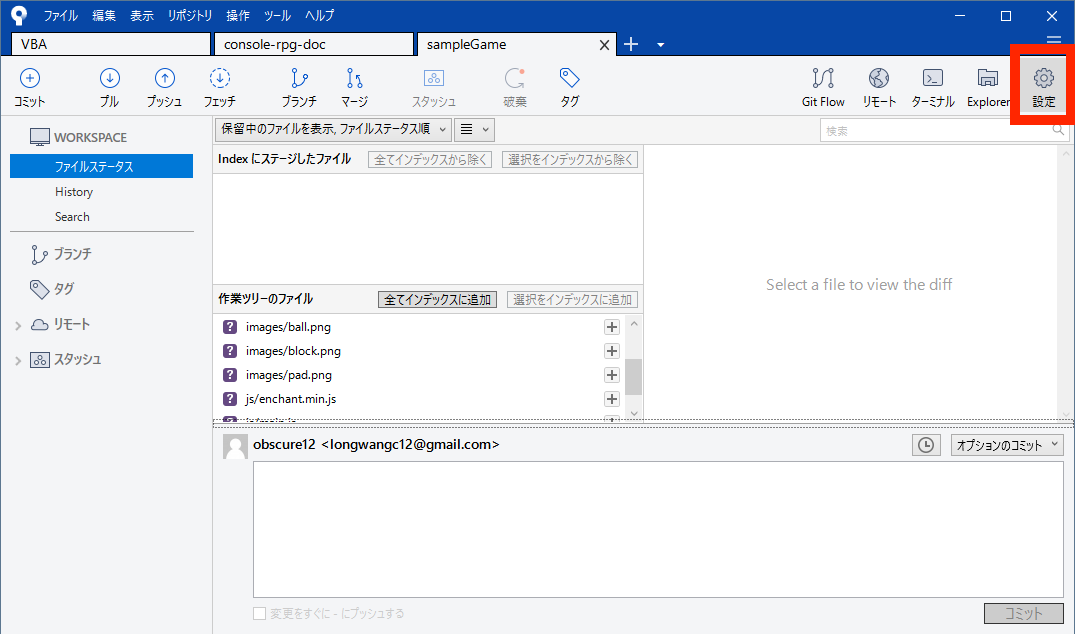 ファイル 編集 表示 リポジトリ 操作 ツール ヘルプ
VBA console-rpg-doc sampleGame
コミット プル プッシュ フェッチ ブランチ マージ スタッシュ 破棄 タグ Git Flow リモート ターミナル Explorer 設定
WORKSPACE
ファイルステータス
History
Search
ブランチ
タグ
リモート
スタッシュ
保留中のファイルを表示, ファイルステータス順
検索
Index にステージしたファイル 全てインデックスから除く 選択をインデックスから除く
Select a file to view the diff
作業ツリーのファイル 全てインデックスに追加 選択をインデックスに追加
images/ball.png
images/block.png
images/pad.png
js/enchant.min.js
obscure12 <longwangc12@gmail.com>
オプションのコミット
変更をすぐに - にプッシュする
コミット